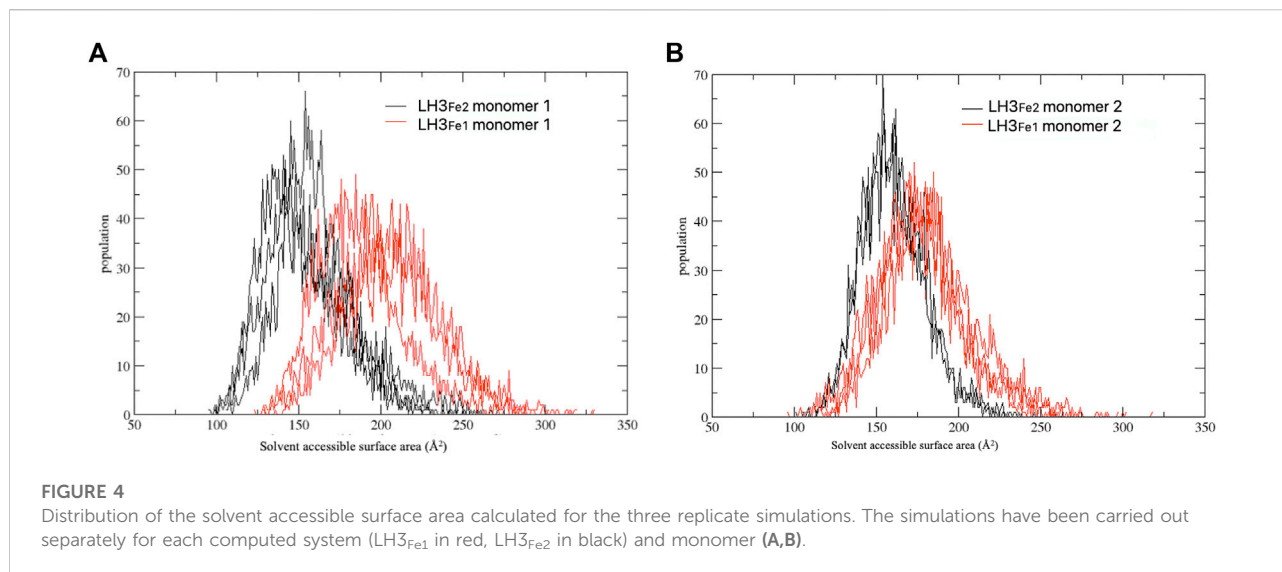 A
70
60
50
40
30
20
10
0
population
LH3Fe2 monomer 1
LH3Fe1 monomer 1
50 100 150 200 250 300 350
Solvent accessible surface area (Å²)
B
70
60
50
40
30
20
10
0
population
LH3Fe2 monomer 2
LH3Fe1 monomer 2
50 100 150 200 250 300 350
Solvent accessible surface area (Å²)
FIGURE 4
Distribution of the solvent accessible surface area calculated for the three replicate simulations. The simulations have been carried out
separately for each computed system (LH3Fe1 in red, LH3Fe2 in black) and monomer (A,B).